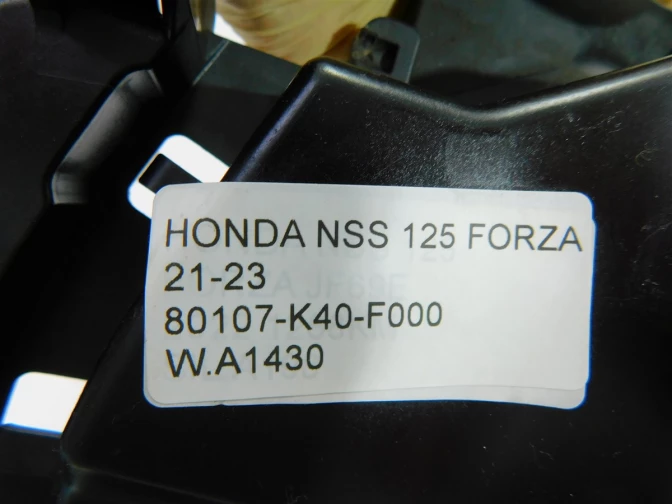 HONDA NSS 125 FORZA
21-23
80107-K40-F000
W.A1430